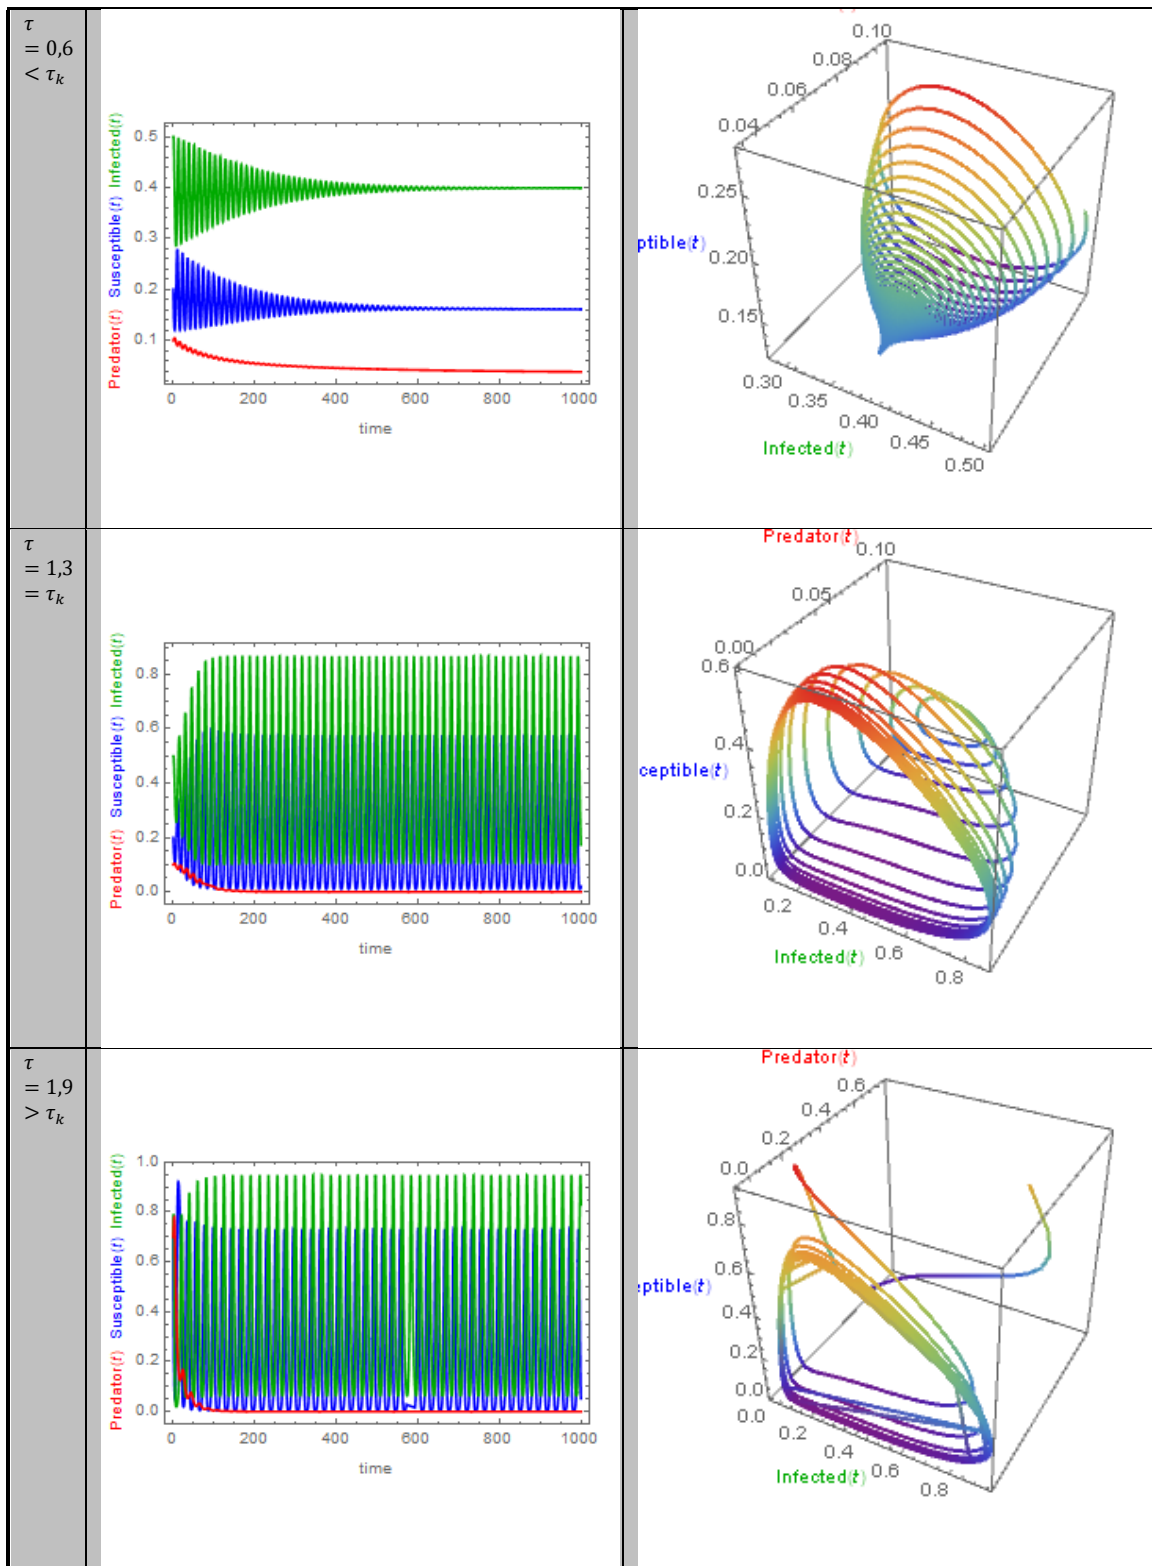 τ
= 0,6
< τₖ
Predator(t) Susceptible(t) Infected(t)
0.5
0.4
0.3
0.2
0.1
0 200 400 600 800 1000
time
0.10
0.08
0.06
0.04
0.25
0.20
0.15
ptible(t)
0.30
0.35
0.40
0.45
0.50
Infected(t)
τ
= 1,3
= τₖ
Predator(t) Susceptible(t) Infected(t)
0.8
0.6
0.4
0.2
0.0
0 200 400 600 800 1000
time
Predator(t)
0.10
0.05
0.00
0.6
0.4
0.2
0.0
ceptible(t)
0.2
0.4
0.6
0.8
Infected(t)
τ
= 1,9
> τₖ
Predator(t) Susceptible(t) Infected(t)
1.0
0.8
0.6
0.4
0.2
0.0
0 200 400 600 800 1000
time
Predator(t)
0.6
0.4
0.2
0.0
0.8
0.6
0.4
0.2
0.0
eptible(t)
0.0
0.2
0.4
0.6
0.8
Infected(t)